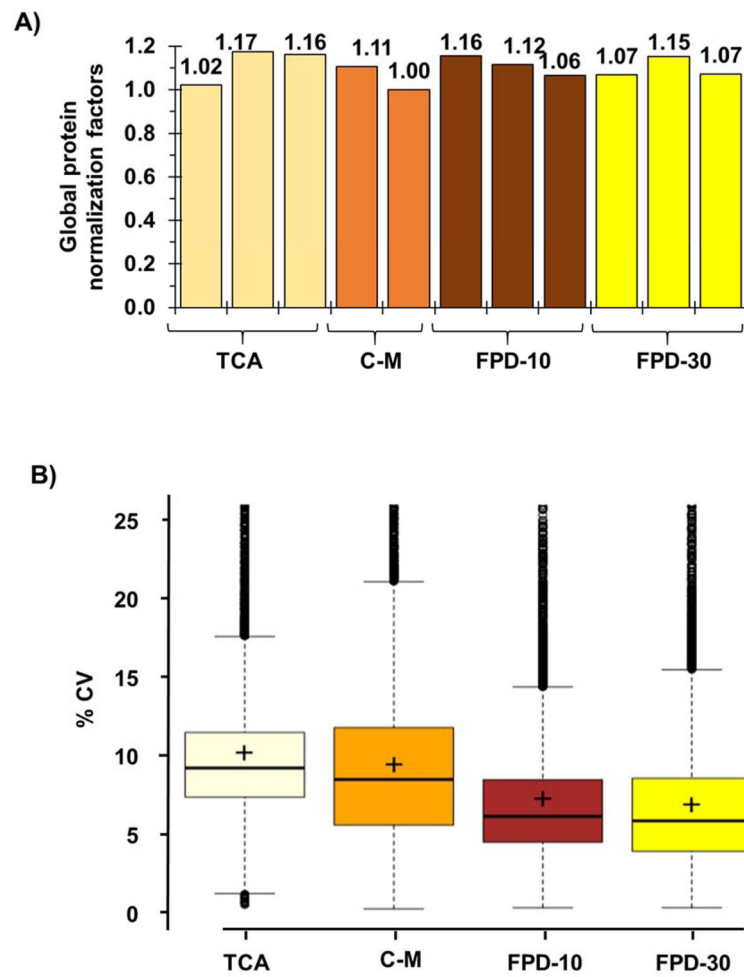 A)
Global protein
normalization factors
1.2
1.0
0.8
0.6
0.4
0.2
0.0
1.02
1.17
1.16
1.11
1.00
1.16
1.12
1.06
1.07
1.15
1.07
TCA
C-M
FPD-10
FPD-30
B)
% CV
25
20
15
10
5
0
TCA
C-M
FPD-10
FPD-30